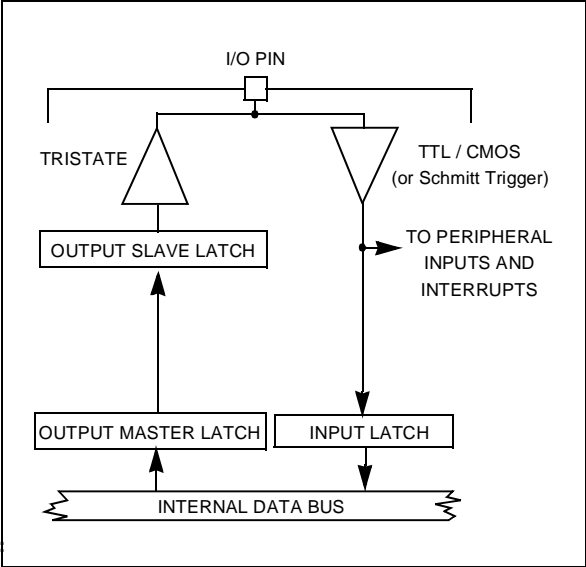 I/O PIN
TRISTATE
TTL / CMOS
(or Schmitt Trigger)
TO PERIPHERAL
INPUTS AND
INTERRUPTS
OUTPUT SLAVE LATCH
OUTPUT MASTER LATCH
INPUT LATCH
INTERNAL DATA BUS